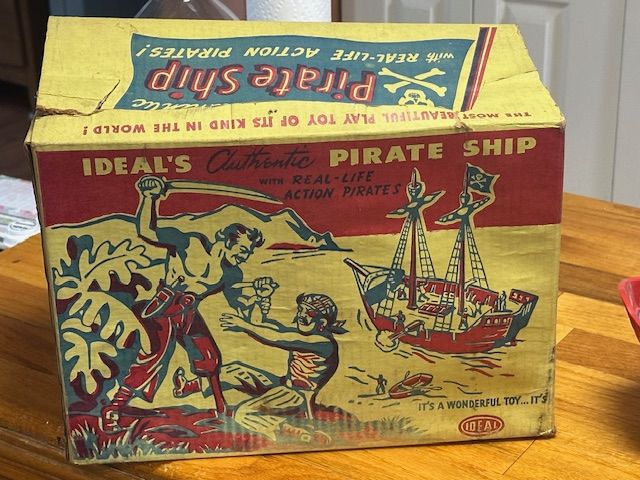 with REAL-LIFE ACTION PIRATES!
Pirate Ship
THE MOST BEAUTIFUL PLAY TOY OF ITS KIND IN THE WORLD!
IDEAL'S Authentic PIRATE SHIP
WITH REAL-LIFE
ACTION PIRATES
IT'S A WONDERFUL TOY...IT'S
IDEAL